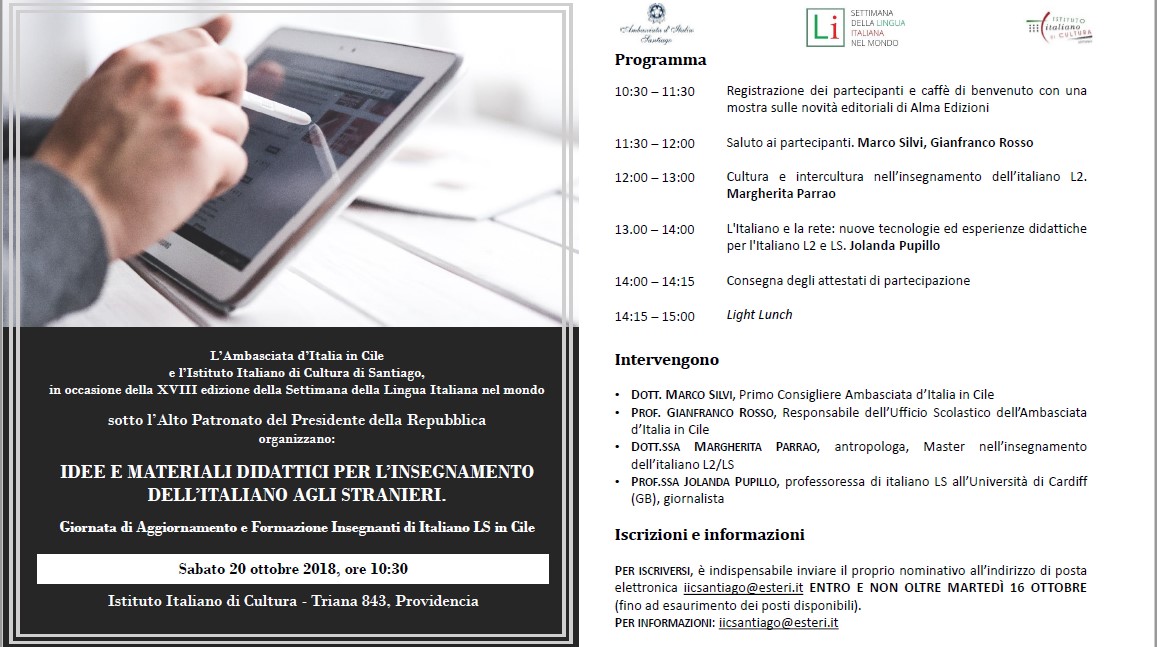 L'Ambasciata d'Italia in Cile
e l'Istituto Italiano di Cultura di Santiago,
in occasione della XVIII edizione della Settimana della Lingua Italiana nel mondo
sotto l'Alto Patronato del Presidente della Repubblica
organizzano:
IDEE E MATERIALI DIDATTICI PER L'INSEGNAMENTO
DELL'ITALIANO AGLI STRANIERI.
Giornata di Aggiornamento e Formazione Insegnanti di Italiano LS in Cile
Sabato 20 ottobre 2018, ore 10:30
Istituto Italiano di Cultura - Triana 843, Providencia
Ambasciata d'Italia
Santiago
Li
SETTIMANA
DELLA LINGUA
ITALIANA
NEL MONDO
ISTITUTO
italiano
DI CULTURA
Programma
10:30 – 11:30 Registrazione dei partecipanti e caffè di benvenuto con una
mostra sulle novità editoriali di Alma Edizioni
11:30 – 12:00 Saluto ai partecipanti. Marco Silvi, Gianfranco Rosso
12:00 – 13:00 Cultura e intercultura nell'insegnamento dell'italiano L2.
Margherita Parrao
13.00 – 14:00 L'Italiano e la rete: nuove tecnologie ed esperienze didattiche
per l'Italiano L2 e LS. Jolanda Pupillo
14:00 – 14:15 Consegna degli attestati di partecipazione
14:15 – 15:00 Light Lunch
Intervengono
• DOTT. MARCO SILVI, Primo Consigliere Ambasciata d'Italia in Cile
• PROF. GIANFRANCO ROSSO, Responsabile dell'Ufficio Scolastico dell'Ambasciata
d'Italia in Cile
• DOTT.SSA MARGHERITA PARRAO, antropologa, Master nell'insegnamento
dell'italiano L2/LS
• PROF.SSA JOLANDA PUPILLO, professoressa di italiano LS all'Università di Cardiff
(GB), giornalista
Iscrizioni e informazioni
PER ISCRIVERSI, è indispensabile inviare il proprio nominativo all'indirizzo di posta
elettronica iicsantiago@esteri.it ENTRO E NON OLTRE MARTEDÌ 16 OTTOBRE
(fino ad esaurimento dei posti disponibili).
PER INFORMAZIONI: iicsantiago@esteri.it